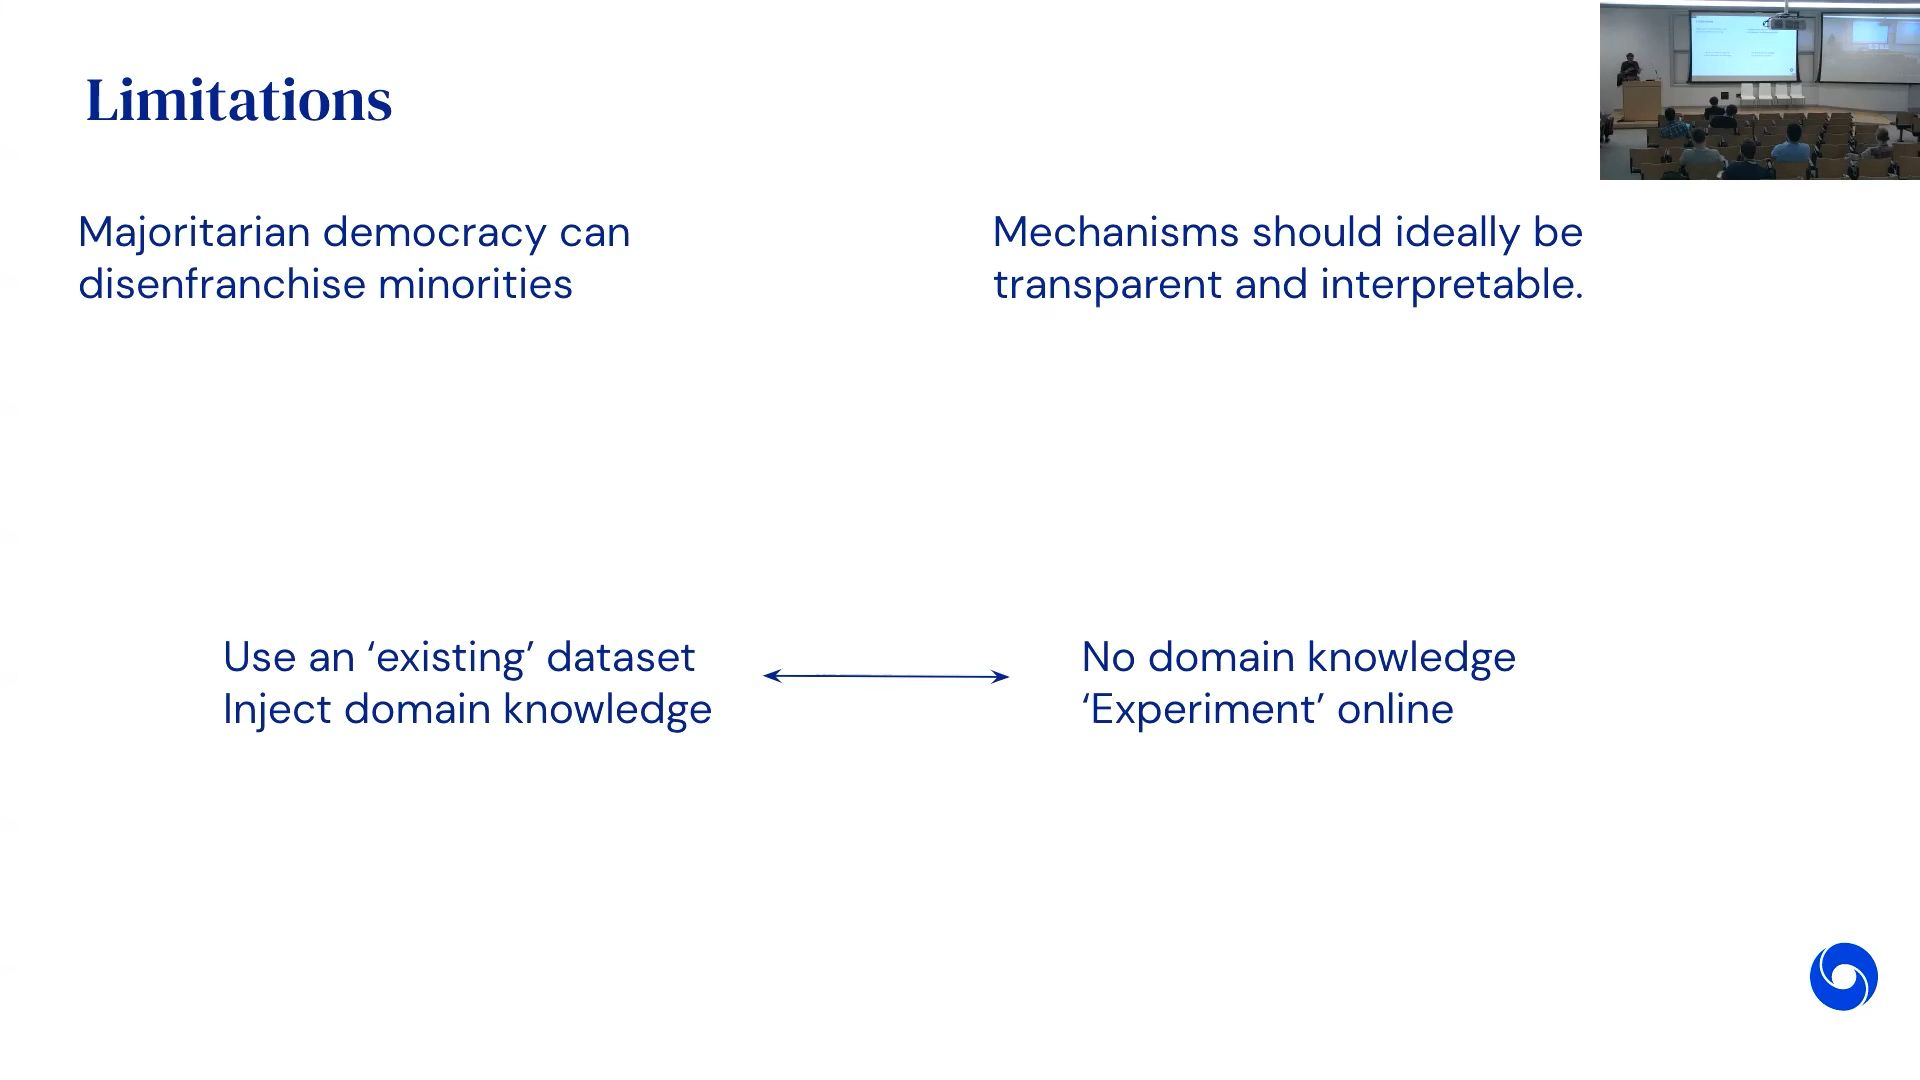 Limitations
Majoritarian democracy can
disenfranchise minorities
Mechanisms should ideally be
transparent and interpretable.
Use an ‘existing’ dataset
Inject domain knowledge
No domain knowledge
‘Experiment’ online